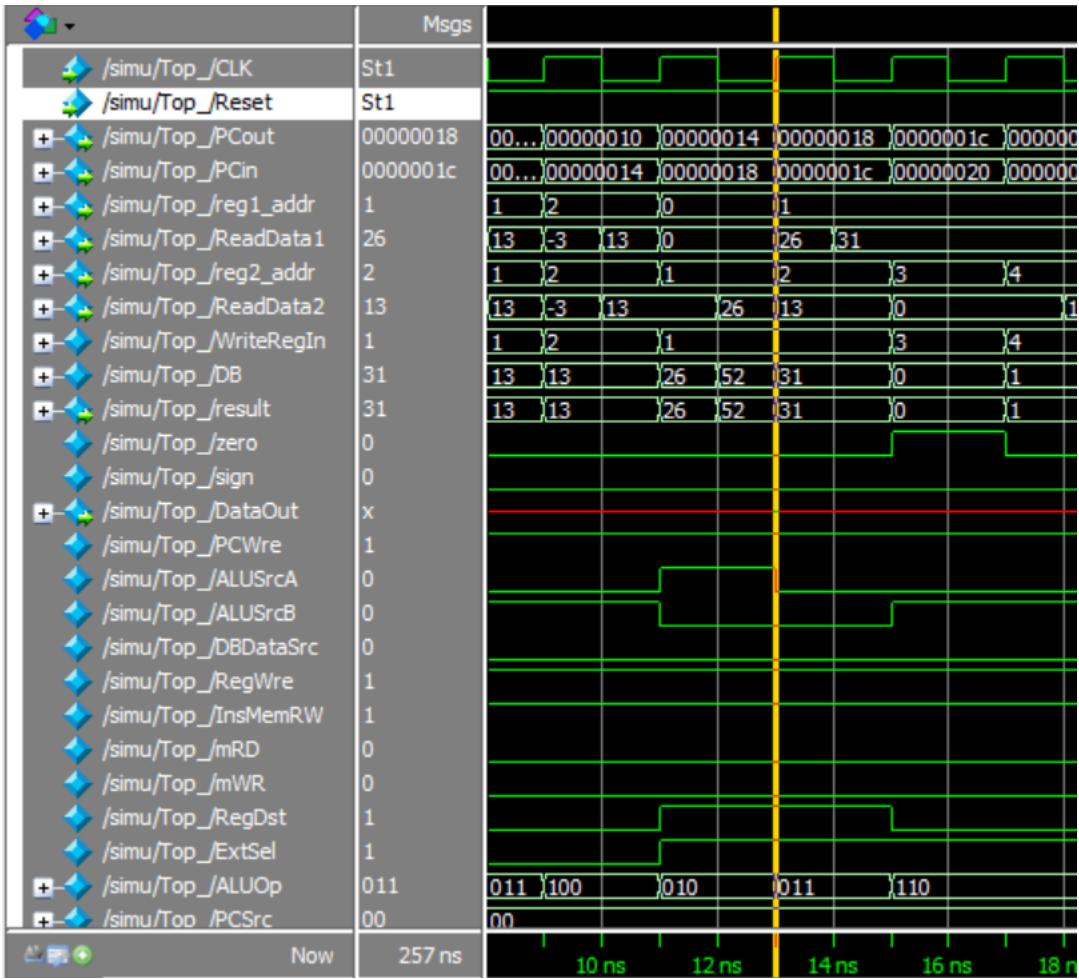 Msgs
/simu/Top_/CLK St1
/simu/Top_/Reset St1
/simu/Top_/PCout 00000018 00... 00000010 00000014 00000018 0000001c 000000
/simu/Top_/PCin 0000001c 00... 00000014 00000018 0000001c 00000020 000000
/simu/Top_/reg1_addr 1 1 2 0 1
/simu/Top_/ReadData1 26 13 -3 13 0 26 31
/simu/Top_/reg2_addr 2 1 2 1 2 3 4
/simu/Top_/ReadData2 13 13 -3 13 26 13 0 1
/simu/Top_/WriteRegIn 1 1 2 1 3 4
/simu/Top_/DB 31 13 13 26 52 31 0 1
/simu/Top_/result 31 13 13 26 52 31 0 1
/simu/Top_/zero 0
/simu/Top_/sign 0
/simu/Top_/DataOut x
/simu/Top_/PCWre 1
/simu/Top_/ALUSrcA 0
/simu/Top_/ALUSrcB 0
/simu/Top_/DBDataSrc 0
/simu/Top_/RegWre 1
/simu/Top_/InsMemRW 1
/simu/Top_/mRD 0
/simu/Top_/mWR 0
/simu/Top_/RegDst 1
/simu/Top_/ExtSel 1
/simu/Top_/ALUOp 011 011 100 010 011 110
/simu/Top_/PCSrc 00 00
Now 257 ns 10 ns 12 ns 14 ns 16 ns 18 n